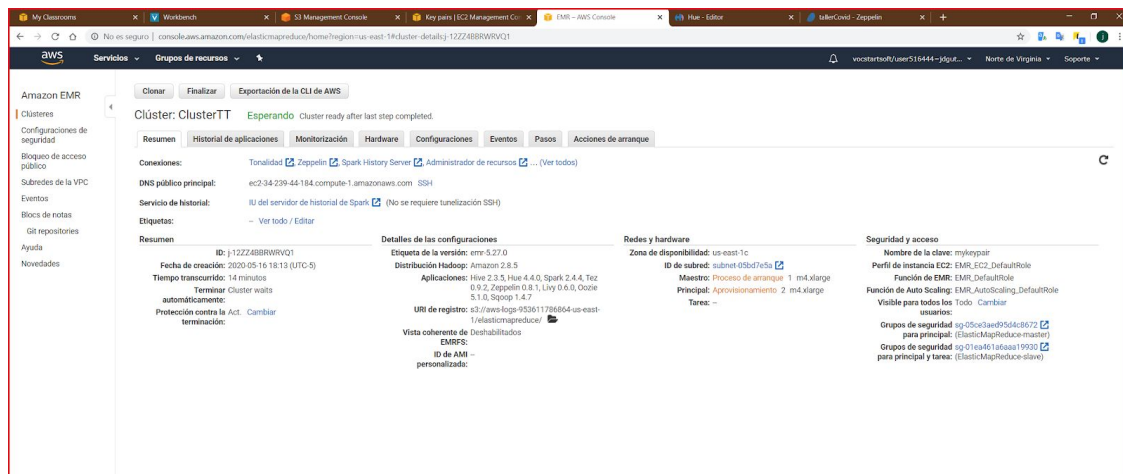 My Classrooms
Workbench
S3 Management Console
Key pairs | EC2 Management Con
EMR – AWS Console
Hue - Editor
tallerCovid - Zeppelin
No es seguro | console.aws.amazon.com/elasticmapreduce/home?region=us-east-1#cluster-details:j-12ZZ4BBRWRVQ1
aws Servicios Grupos de recursos vocstartsoft/user516444=jdgut... Norte de Virginia Soporte
Amazon EMR
Clústeres
Configuraciones de
seguridad
Bloqueo de acceso
público
Subredes de la VPC
Eventos
Blocs de notas
Git repositories
Ayuda
Novedades
Clonar Finalizar Exportación de la CLI de AWS
Clúster: ClusterTT Esperando Cluster ready after last step completed.
Resumen Historial de aplicaciones Monitorización Hardware Configuraciones Eventos Pasos Acciones de arranque
Conexiones: Tonalidad, Zeppelin, Spark History Server, Administrador de recursos ... (Ver todos)
DNS público principal: ec2-34-239-44-184.compute-1.amazonaws.com SSH
Servicio de historial: IU del servidor de historial de Spark (No se requiere tunelización SSH)
Etiquetas: -- Ver todo / Editar
Resumen
ID: j-12ZZ4BBRWRVQ1
Fecha de creación: 2020-05-16 18:13 (UTC-5)
Tiempo transcurrido: 14 minutos
Terminar Cluster waits
automáticamente:
Protección contra la Act. Cambiar
terminación:
Detalles de las configuraciones
Etiqueta de la versión: emr-5.27.0
Distribución Hadoop: Amazon 2.8.5
Aplicaciones: Hive 2.3.5, Hue 4.4.0, Spark 2.4.4, Tez
0.9.2, Zeppelin 0.8.1, Livy 0.6.0, Oozie
5.1.0, Sqoop 1.4.7
URI de registro: s3://aws-logs-953611786864-us-east-
1/elasticmapreduce/
Vista coherente de Deshabilitados
EMRFS:
ID de AMI --
personalizada:
Redes y hardware
Zona de disponibilidad: us-east-1c
ID de subred: subnet-05bd7e5a
Maestro: Proceso de arranque 1 m4.xlarge
Principal: Aprovisionamiento 2 m4.xlarge
Tarea: --
Seguridad y acceso
Nombre de la clave: mykeypair
Perfil de instancia EC2: EMR_EC2_DefaultRole
Función de EMR: EMR_DefaultRole
Función de Auto Scaling: EMR_AutoScaling_DefaultRole
Visible para todos los Todo Cambiar
usuarios:
Grupos de seguridad sg-05ce3aed95d4c8672
para principal: (ElasticMapReduce-master)
Grupos de seguridad sg-01ea461a6aaa19930
para principal y tarea: (ElasticMapReduce-slave)